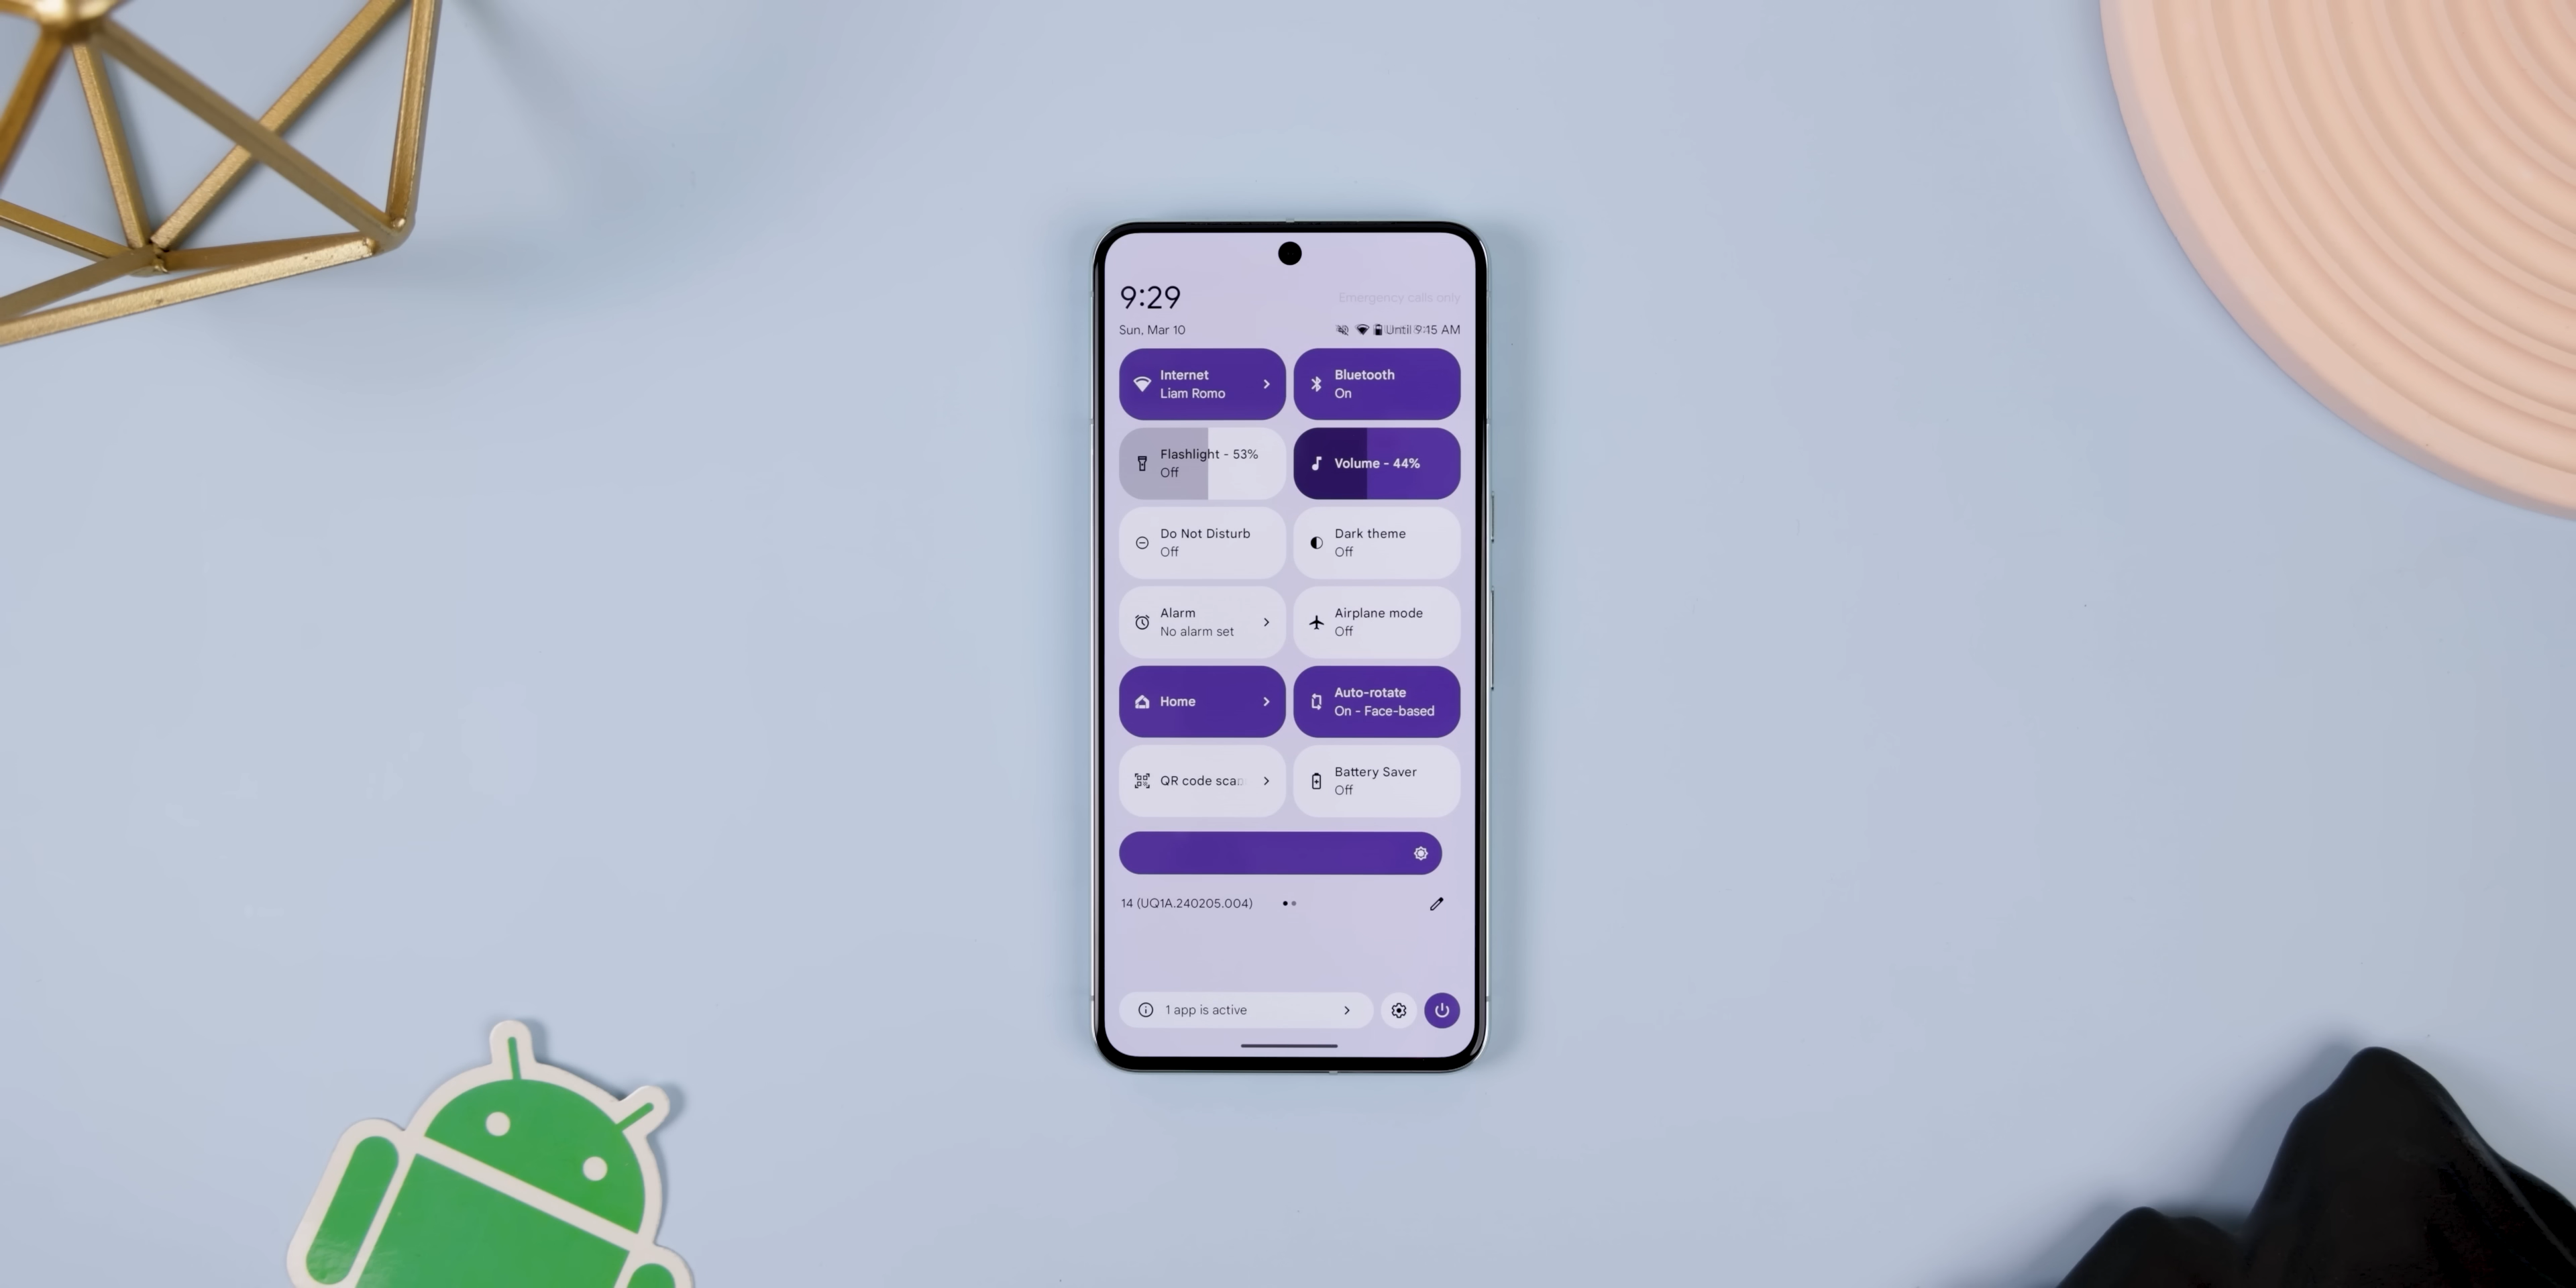 9:29
Emergency calls only
Sun, Mar 10
Until 9:15 AM
Internet
Liam Romo
Bluetooth
On
Flashlight - 53%
Off
Volume - 44%
Do Not Disturb
Off
Dark theme
Off
Alarm
No alarm set
Airplane mode
Off
Home
Auto-rotate
On - Face-based
QR code scan
Battery Saver
Off
14 (UQ1A.240205.004)
1 app is active